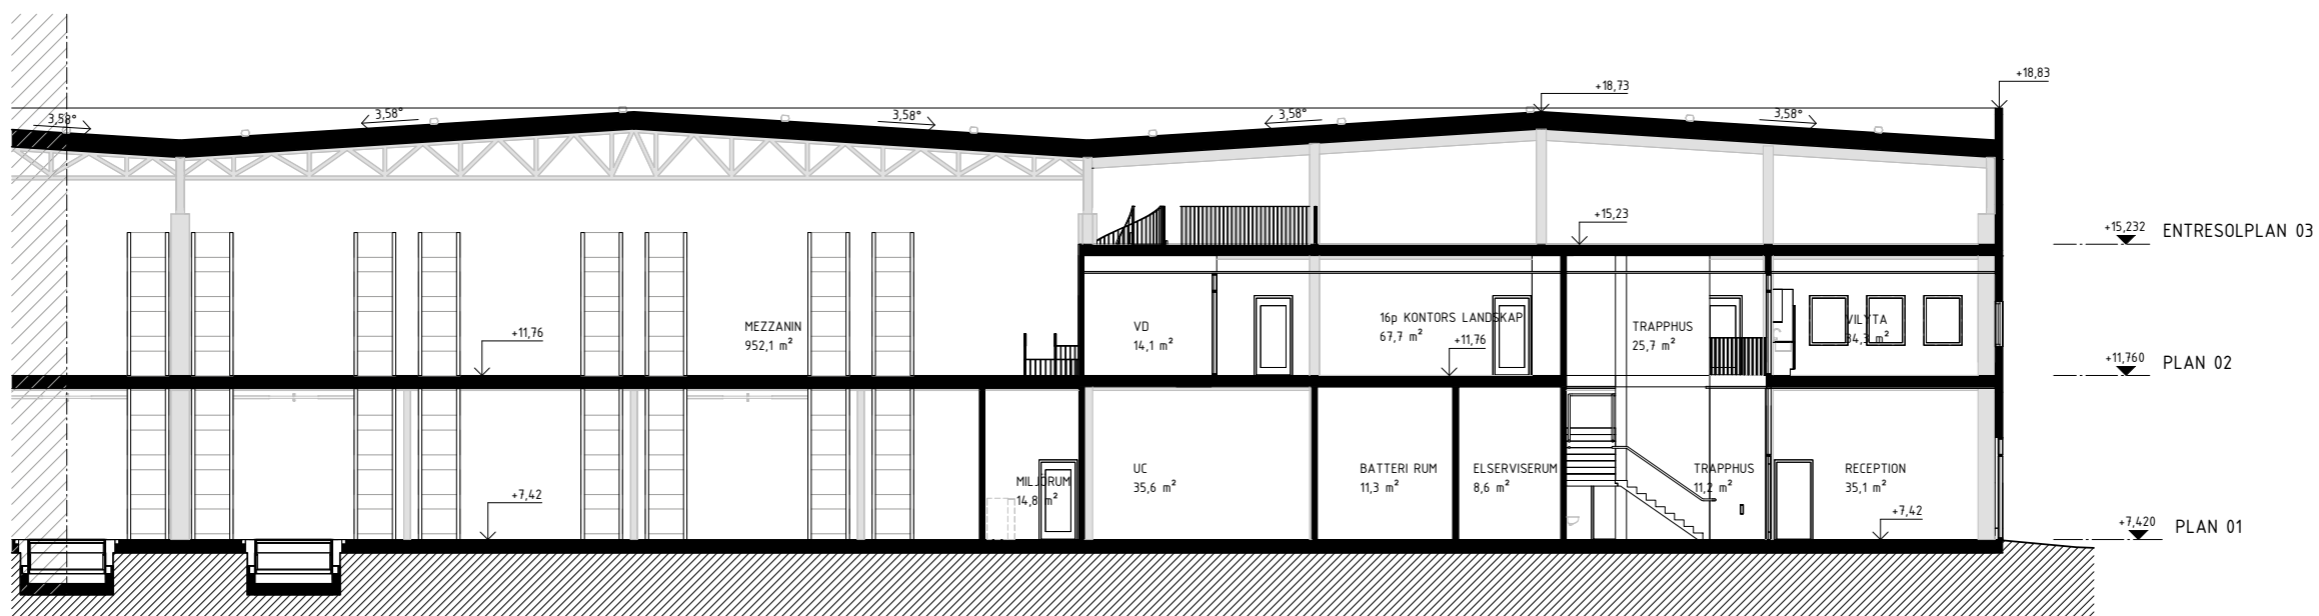 +18,83
+18,73
3,58°
3,58°
3,58°
3,58°
3,58°
+15,23
+15,232 ENTRESOLPLAN 03
MEZZANIN
952,1 m²
+11,76
VD
14,1 m²
16p KONTORS LANDSKAP
67,7 m²
+11,76
TRAPPHUS
25,7 m²
VILYTA
34,3 m²
+11,760 PLAN 02
+7,42
MILJÖRUM
14,8 m²
UC
35,6 m²
BATTERI RUM
11,3 m²
ELSERVISERUM
8,6 m²
TRAPPHUS
11,2 m²
RECEPTION
35,1 m²
+7,42
+7,420 PLAN 01